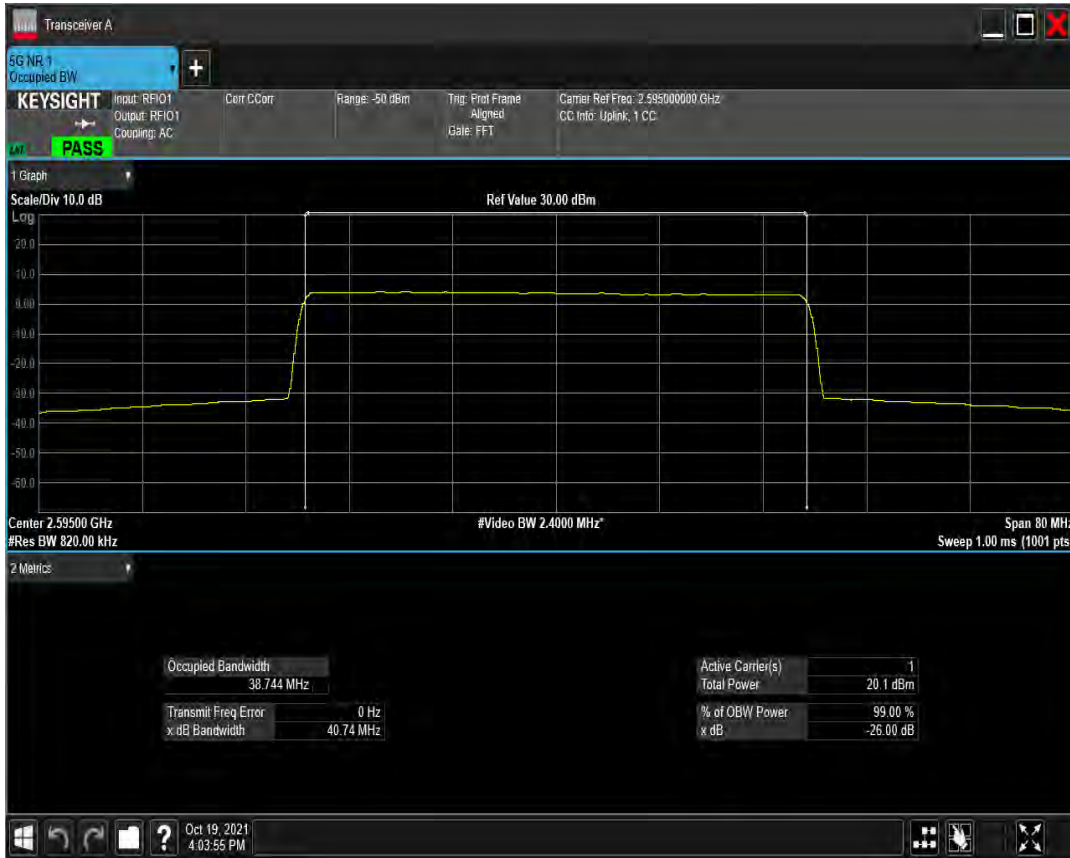 Transceiver A
5G NR 1
Occupied BW
+
KEYSIGHT
Input: RFIO1
Output: RFIO1
Coupling: AC
Corr CCorr
Range: -50 dBm
Trig: Prot Frame
Aligned
Gate: FFT
Carrier Ref Freq: 2.595000000 GHz
CC Info: Uplink, 1 CC
PASS
1 Graph
Scale/Div 10.0 dB
Ref Value 30.00 dBm
Log
20.0
10.0
0.00
-10.0
-20.0
-30.0
-40.0
-50.0
-60.0
Center 2.59500 GHz
#Video BW 2.4000 MHz*
Span 80 MHz
#Res BW 820.00 kHz
Sweep 1.00 ms (1001 pts
2 Metrics
Occupied Bandwidth
38.744 MHz
Transmit Freq Error 0 Hz
x dB Bandwidth 40.74 MHz
Active Carrier(s) 1
Total Power 20.1 dBm
% of OBW Power 99.00 %
x dB -26.00 dB
?
Oct 19, 2021
4:03:55 PM